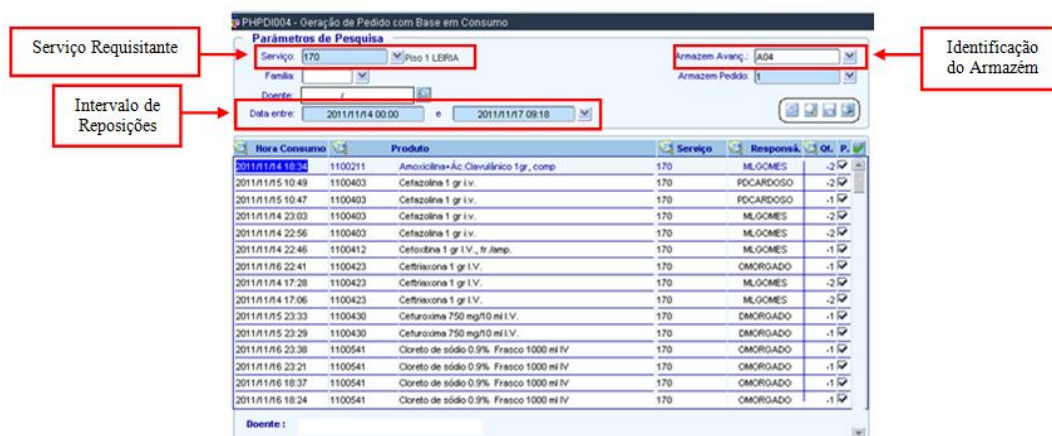 PHPDI004 - Geração de Pedido com Base em Consumo
Parâmetros de Pesquisa
Serviço Requisitante
Serviço: 170 Piso 1 LEIRIA
Armazem Avanç.: A04
Identificação do Armazém
Familia:
Armazem Pedido: 1
Doente: /
Intervalo de Reposições
Data entre: 2011/11/14 00:00 e 2011/11/17 09:18
Hora Consumo Produto Serviço Responsá. Qt. P.
2011/11/14 18:34 1100211 Amoxicilina+Ác.Clavulânico 1gr, comp 170 MLGOMES -2
2011/11/15 10:49 1100403 Cefazolina 1 gr i.v. 170 PDCARDOSO -2
2011/11/15 10:47 1100403 Cefazolina 1 gr i.v. 170 PDCARDOSO -1
2011/11/14 23:03 1100403 Cefazolina 1 gr i.v. 170 MLGOMES -2
2011/11/14 22:56 1100403 Cefazolina 1 gr i.v. 170 MLGOMES -2
2011/11/14 22:46 1100412 Cefoxitina 1 gr I.V., fr./amp. 170 MLGOMES -1
2011/11/16 22:41 1100423 Ceftriaxona 1 gr I.V. 170 OMORGADO -1
2011/11/14 17:28 1100423 Ceftriaxona 1 gr I.V. 170 MLGOMES -2
2011/11/14 17:06 1100423 Ceftriaxona 1 gr I.V. 170 MLGOMES -2
2011/11/15 23:33 1100430 Cefuroxima 750 mg/10 ml I.V. 170 DMORGADO -1
2011/11/15 23:29 1100430 Cefuroxima 750 mg/10 ml I.V. 170 DMORGADO -1
2011/11/16 23:38 1100541 Cloreto de sódio 0.9% Frasco 1000 ml IV 170 OMORGADO -1
2011/11/16 23:21 1100541 Cloreto de sódio 0.9% Frasco 1000 ml IV 170 OMORGADO -1
2011/11/16 18:37 1100541 Cloreto de sódio 0.9% Frasco 1000 ml IV 170 OMORGADO -1
2011/11/16 18:24 1100541 Cloreto de sódio 0.9% Frasco 1000 ml IV 170 OMORGADO -1
Doente :